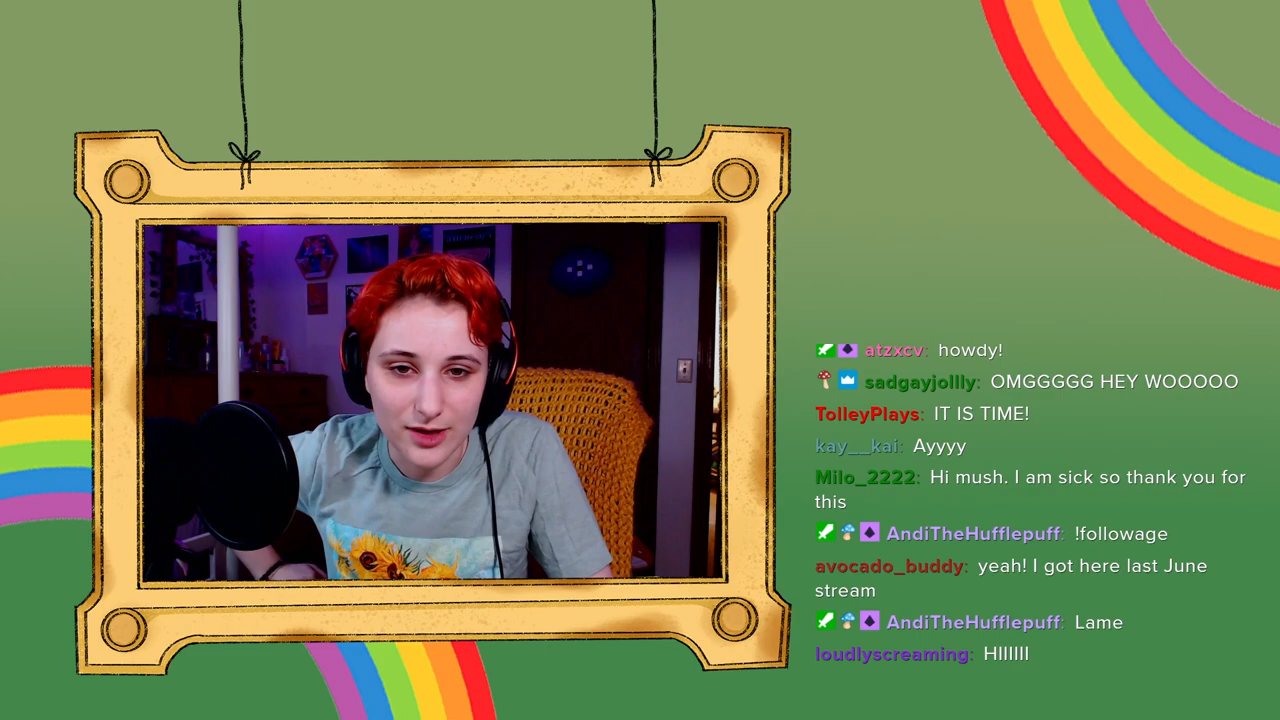 atzxcv: howdy!
sadgayjollly: OMGGGGG HEY WOOOOO
TolleyPlays: IT IS TIME!
kay__kai: Ayyyy
Milo_2222: Hi mush. I am sick so thank you for
this
AndiTheHufflepuff: !followage
avocado_buddy: yeah! I got here last June
stream
AndiTheHufflepuff: Lame
loudlyscreaming: HIIIIII